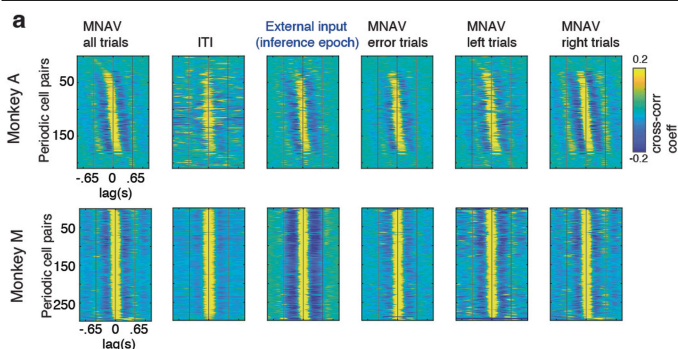 a
MNAV
all trials
ITI
External input
(inference epoch)
MNAV
error trials
MNAV
left trials
MNAV
right trials
Monkey A
Periodic cell pairs
50
150
-.65 0 .65
lag(s)
0.2
-0.2
cross-corr
coeff
Monkey M
Periodic cell pairs
50
150
250
-.65 0 .65
lag(s)